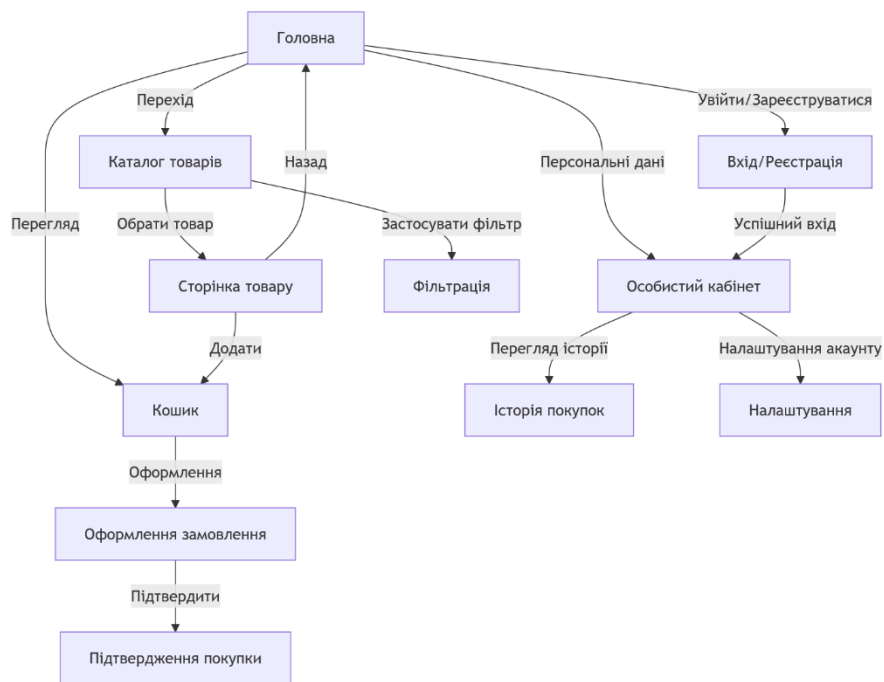 Головна
Перехід
Увійти/Зареєструватися
Каталог товарів
Назад
Персональні дані
Вхід/Реєстрація
Перегляд
Обрати товар
Застосувати фільтр
Успішний вхід
Сторінка товару
Фільтрація
Особистий кабінет
Додати
Перегляд історії
Налаштування акаунту
Кошик
Історія покупок
Налаштування
Оформлення
Оформлення замовлення
Підтвердити
Підтвердження покупки